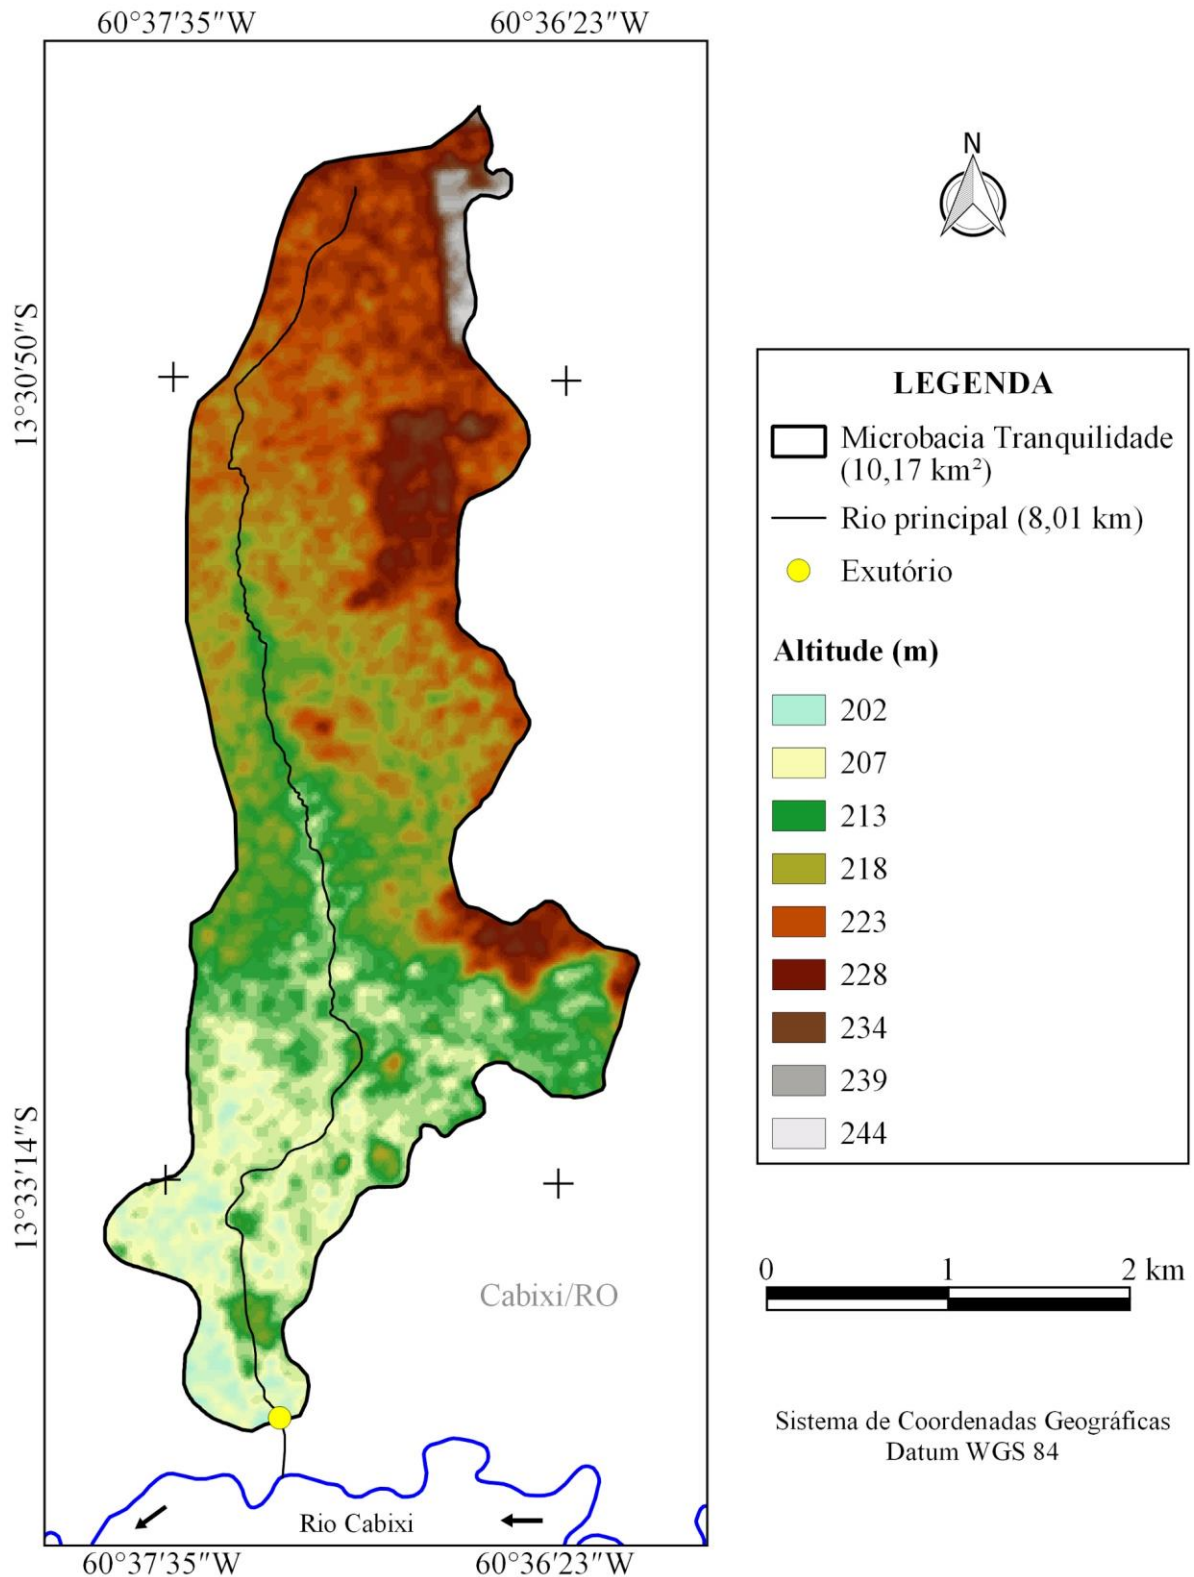 60°37'35"W
60°36'23"W
N
13°30'50"S
LEGENDA
Microbacia Tranquilidade
(10,17 km²)
Rio principal (8,01 km)
Exutório
Altitude (m)
202
207
213
218
223
228
234
239
244
13°33'14"S
Cabixi/RO
0 1 2 km
Sistema de Coordenadas Geográficas
Datum WGS 84
Rio Cabixi
60°37'35"W
60°36'23"W